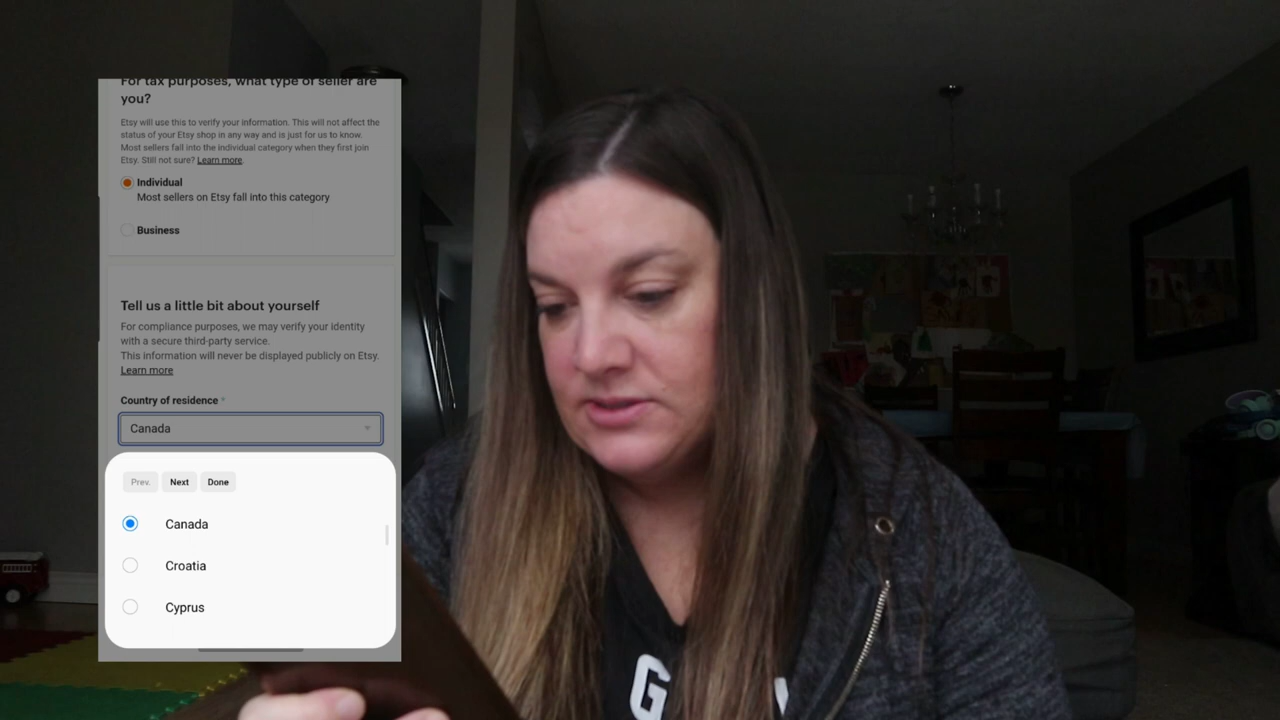 For tax purposes, what type of seller are
you?
Etsy will use this to verify your information. This will not affect the
status of your Etsy shop in any way and is just for us to know.
Most sellers fall into the individual category when they first join
Etsy. Still not sure? Learn more.
Individual
Most sellers on Etsy fall into this category
Business
Tell us a little bit about yourself
For compliance purposes, we may verify your identity
with a secure third-party service.
This information will never be displayed publicly on Etsy.
Learn more
Country of residence *
Canada
Prev.
Next
Done
Canada
Croatia
Cyprus